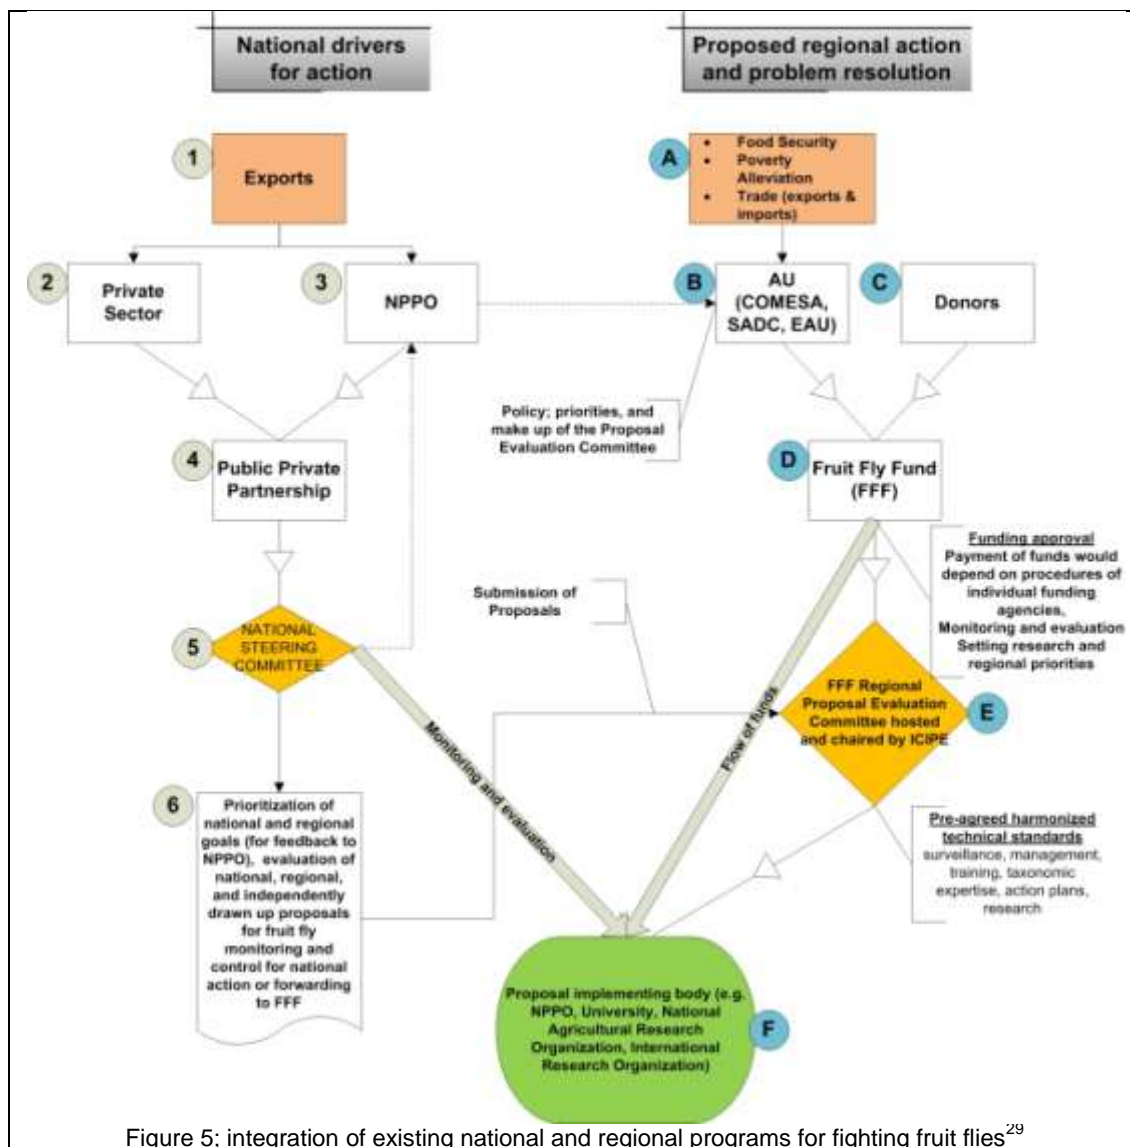 National drivers
for action
Proposed regional action
and problem resolution
1
Exports
A
• Food Security
• Poverty
Alleviation
• Trade (exports &
imports)
2
Private
Sector
3
NPPO
B
AU
(COMESA,
SADC, EAU)
C
Donors
Policy; priorities, and
make up of the Proposal
Evaluation Committee
4
Public Private
Partnership
D
Fruit Fly Fund
(FFF)
Funding approval
Payment of funds would
depend on procedures of
individual funding
agencies,
Monitoring and evaluation
Setting research and
regional priorities
Submission of
Proposals
5
NATIONAL
STEERING
COMMITTEE
Monitoring and evaluation
Flow of funds
FFF Regional
Proposal Evaluation
Committee hosted
and chaired by ICIPE
E
6
Prioritization of
national and regional
goals (for feedback to
NPPO), evaluation of
national, regional,
and independently
drawn up proposals
for fruit fly
monitoring and
control for national
action or forwarding
to FFF
Pre-agreed harmonized
technical standards
surveillance, management,
training, taxonomic
expertise, action plans,
research
Proposal implementing body (e.g.
NPPO, University, National
Agricultural Research
Organization, International
Research Organization)
F
Figure 5; integration of existing national and regional programs for fighting fruit flies29